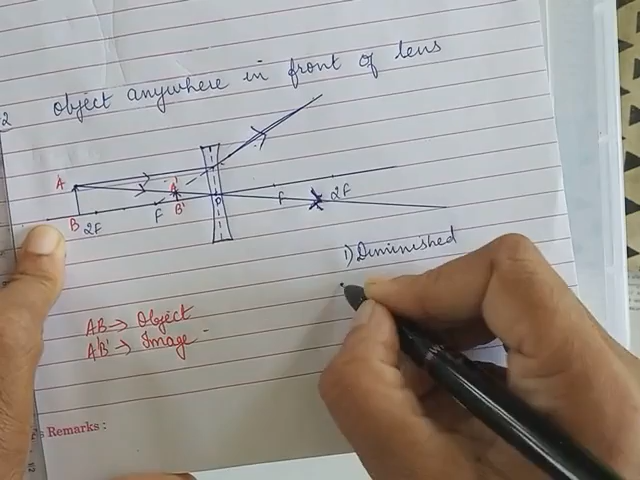 2 Object anywhere in front of lens
A
A'
B 2F F B' F 2F
1) Diminished
AB → Object
A'B' → Image
's Remarks :